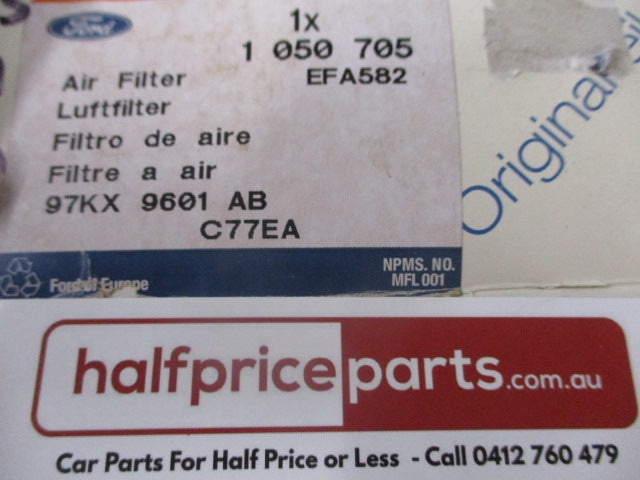 Ford
1x
1 050 705
Air Filter EFA582
Luftfilter
Filtro de aire
Filtre a air
97KX 9601 AB
C77EA
Original
Ford of Europe
NPMS. NO.
MFL 001
halfpriceparts.com.au
Car Parts For Half Price or Less - Call 0412 760 479